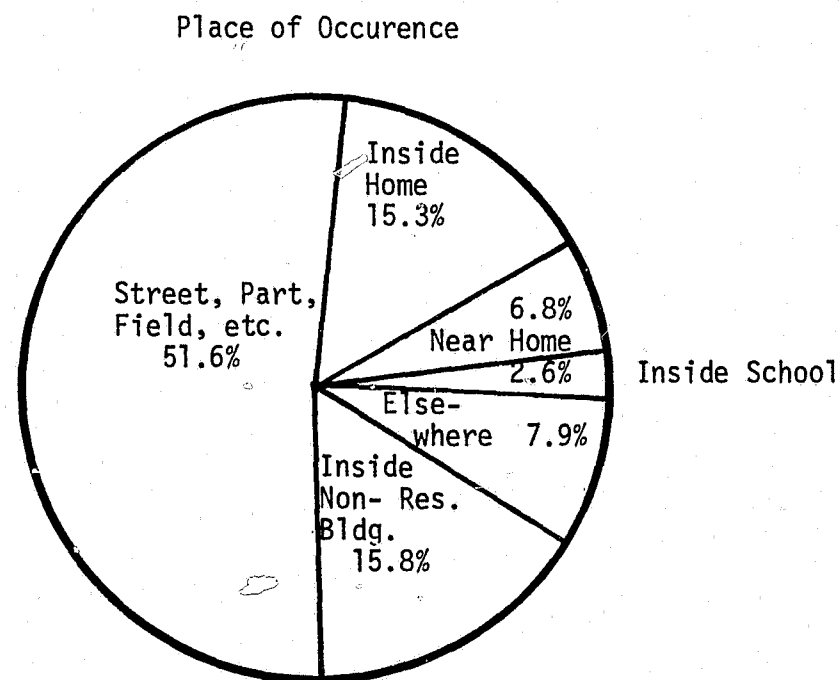 Place of Occurence
Inside
Home
15.3%
Street, Part,
Field, etc.
51.6%
6.8%
Near Home
2.6%
Inside School
Else-
where 7.9%
Inside
Non- Res.
Bldg.
15.8%